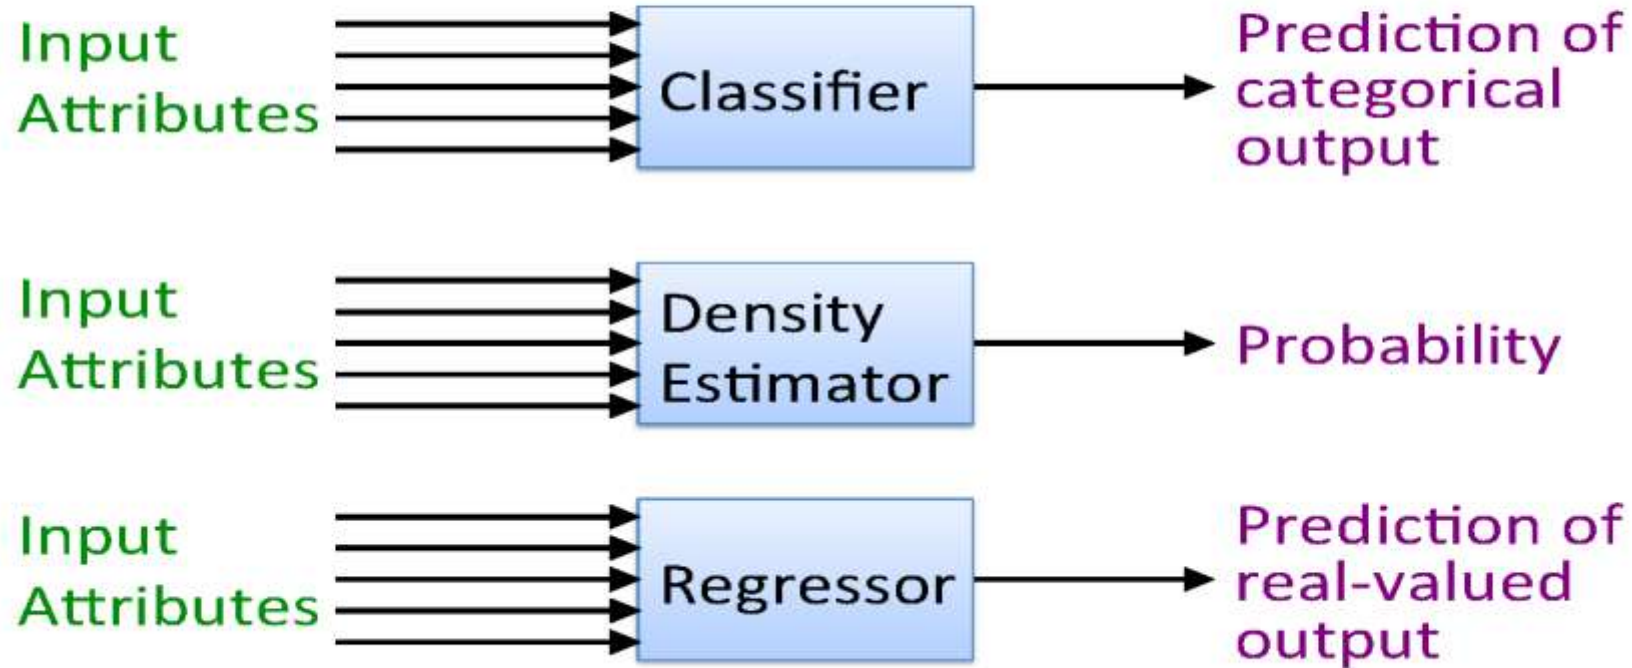 Input
Attributes
Classifier
Prediction of
categorical
output
Input
Attributes
Density
Estimator
Probability
Input
Attributes
Regressor
Prediction of
real-valued
output